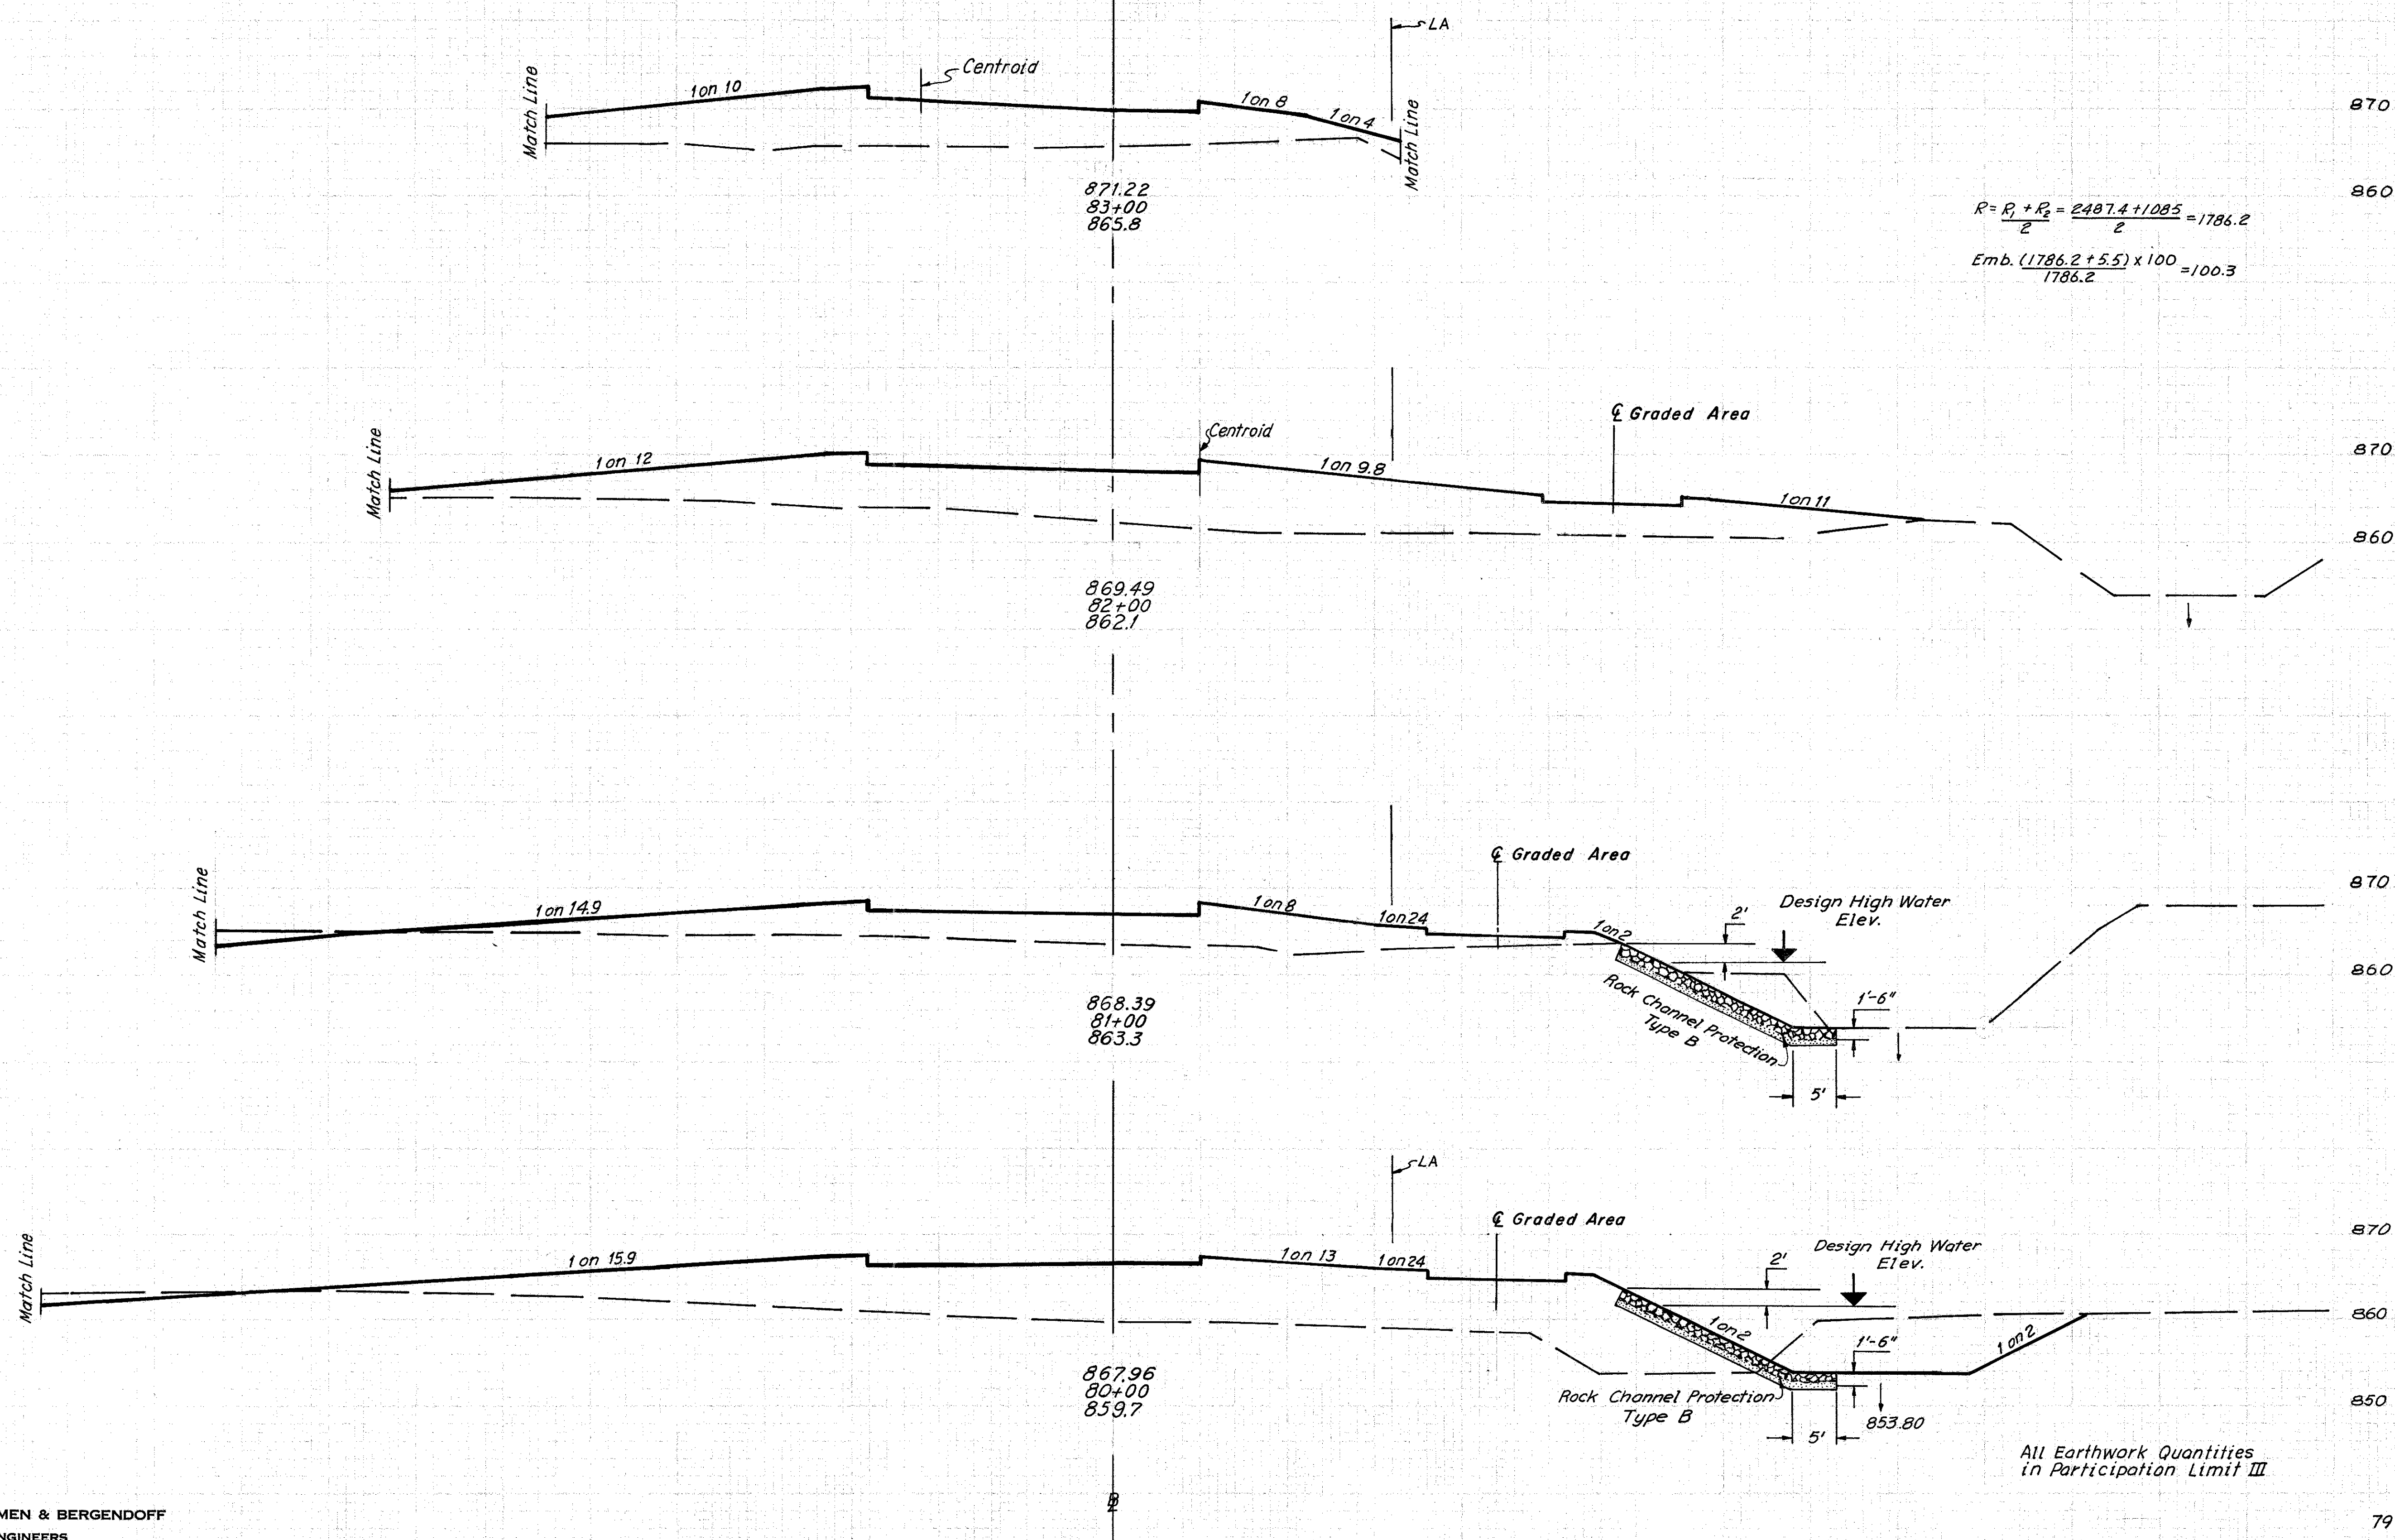 LA
Centroid
1 on 10
Match Line
1 on 8
1 on 4
Match Line
870
871.22
83+00
865.8
860
R = R₁ + R₂ / 2 = 2487.4 + 1085 / 2 = 1786.2
Emb. (1786.2 + 5.5) x 100 / 1786.2 = 100.3
℄ Graded Area
Centroid
Match Line
1 on 12
1 on 9.8
870
1 on 11
860
869.49
82+00
862.1
℄ Graded Area
Match Line
1 on 14.9
1 on 8
1 on 24
1 on 2
2'
Design High Water
Elev.
870
860
Rock Channel Protection
Type B
1'-6"
868.39
81+00
863.3
5'
LA
℄ Graded Area
Match Line
1 on 15.9
1 on 13
1 on 24
2'
Design High Water
Elev.
870
860
1 on 2
1'-6"
1 on 2
867.96
80+00
859.7
Rock Channel Protection
Type B
5'
853.80
850
All Earthwork Quantities
in Participation Limit III
MEN & BERGENDOFF
NGINEERS
79